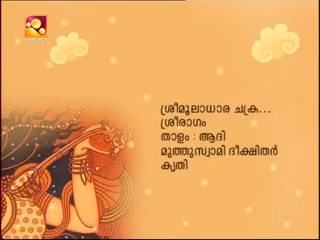 ശ്രീമൂലാധാര ചക്ര...
ശ്രീരാഗം
താളം : ആദി
മുത്തുസ്വാമി ദീക്ഷിതർ
കൃതി